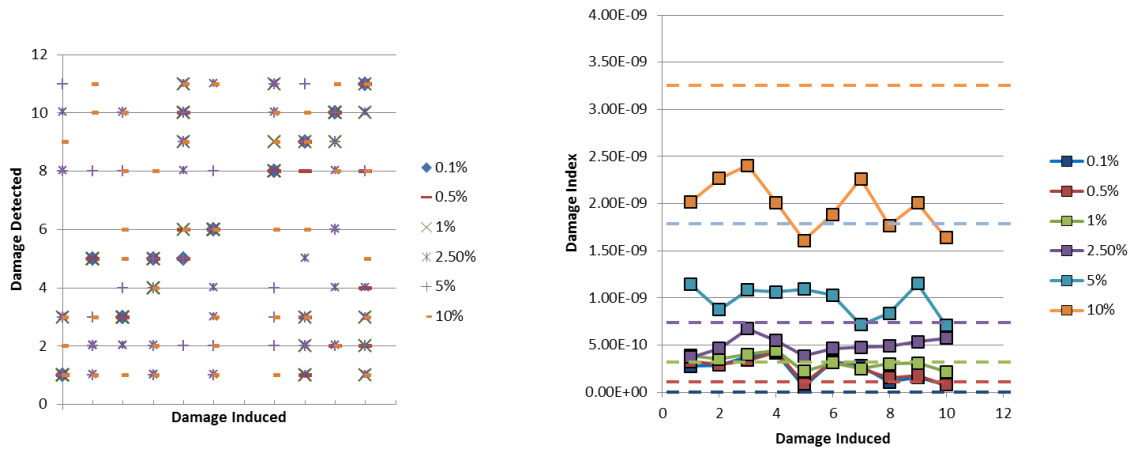 12
10
8
6
4
2
0
Damage Detected
Damage Induced
0.1%
0.5%
1%
2.50%
5%
10%
4.00E-09
3.50E-09
3.00E-09
2.50E-09
2.00E-09
1.50E-09
1.00E-09
5.00E-10
0.00E+00
Damage Index
0 2 4 6 8 10 12
Damage Induced
0.1%
0.5%
1%
2.50%
5%
10%